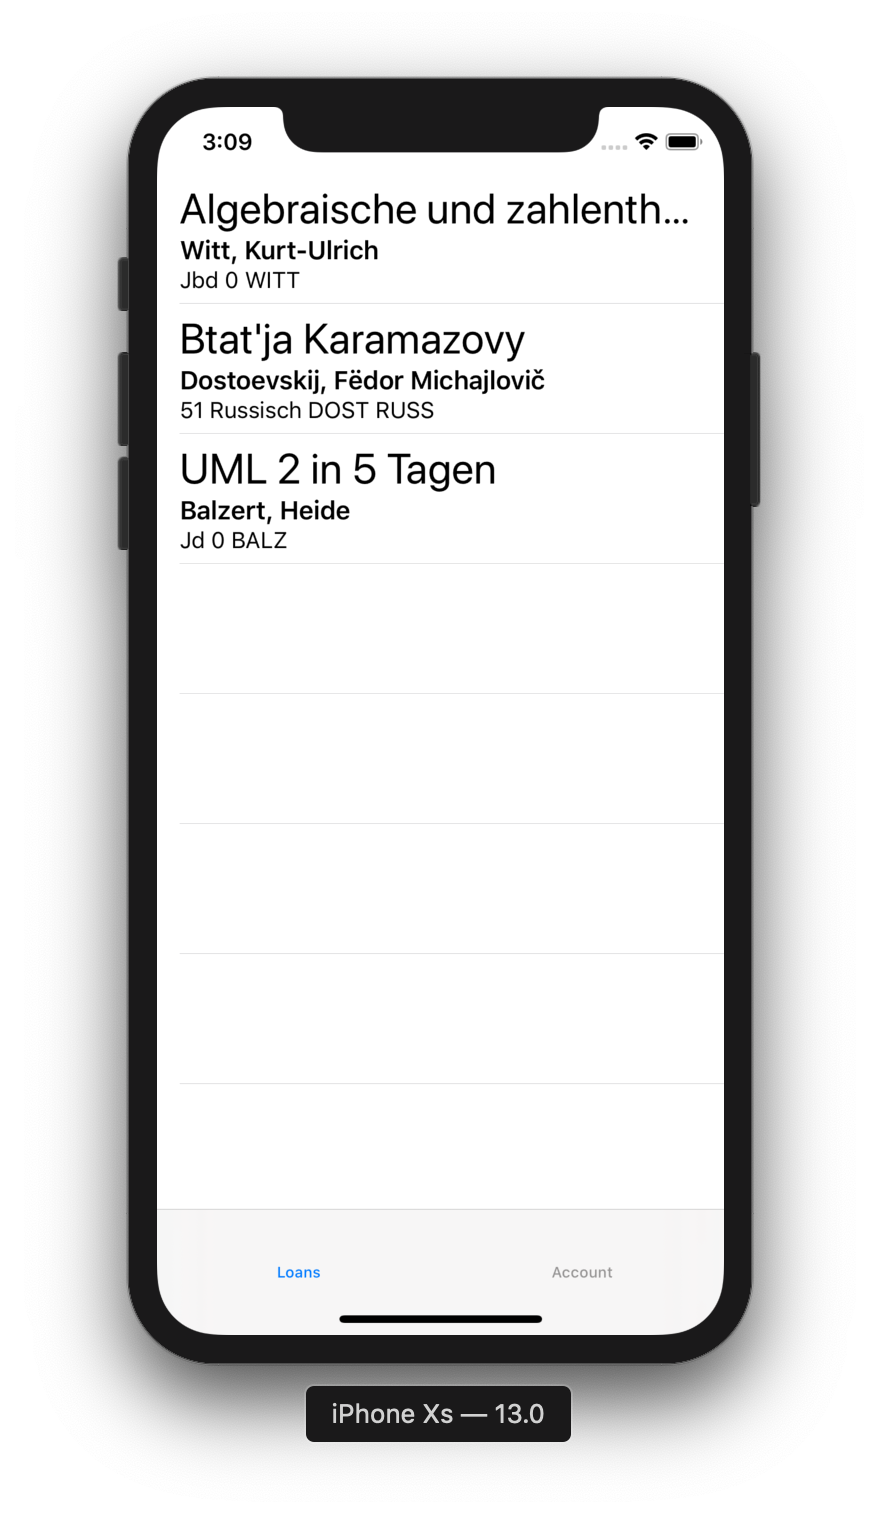 3:09
Algebraische und zahlenth...
Witt, Kurt-Ulrich
Jbd 0 WITT
Btat'ja Karamazovy
Dostoevskij, Fëdor Michajlovič
51 Russisch DOST RUSS
UML 2 in 5 Tagen
Balzert, Heide
Jd 0 BALZ
Loans
Account
iPhone Xs — 13.0